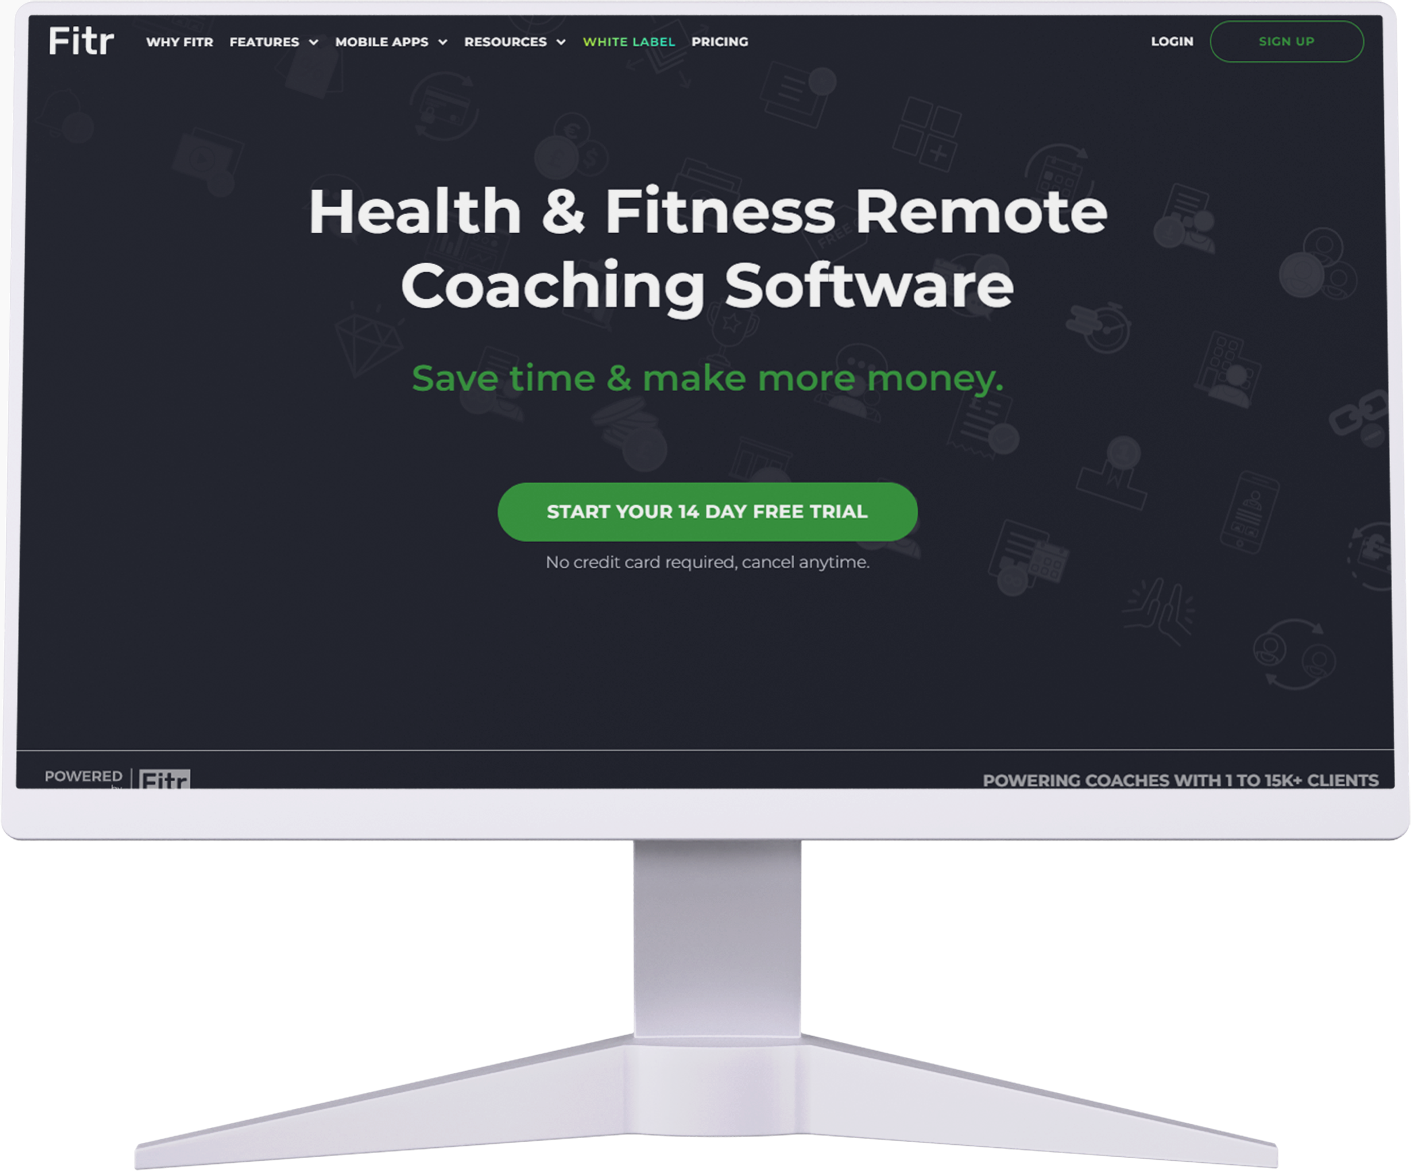 Fitr
WHY FITR
FEATURES
MOBILE APPS
RESOURCES
WHITE LABEL
PRICING
LOGIN
SIGN UP
Health & Fitness Remote
Coaching Software
Save time & make more money.
START YOUR 14 DAY FREE TRIAL
No credit card required, cancel anytime.
POWERED
by
Fitr
POWERING COACHES WITH 1 TO 15K+ CLIENTS
FREE